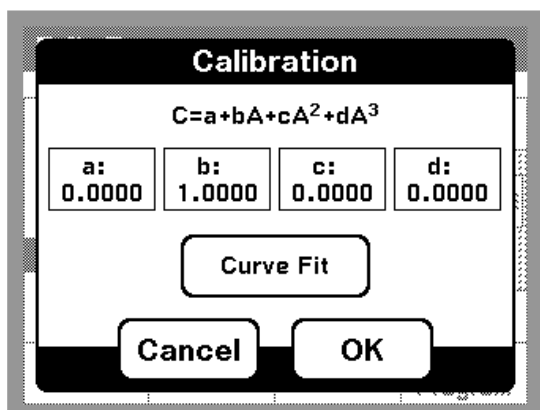 Calibration
C=a+bA+cA²+dA³
a: b: c: d:
0.0000 1.0000 0.0000 0.0000
Curve Fit
Cancel OK